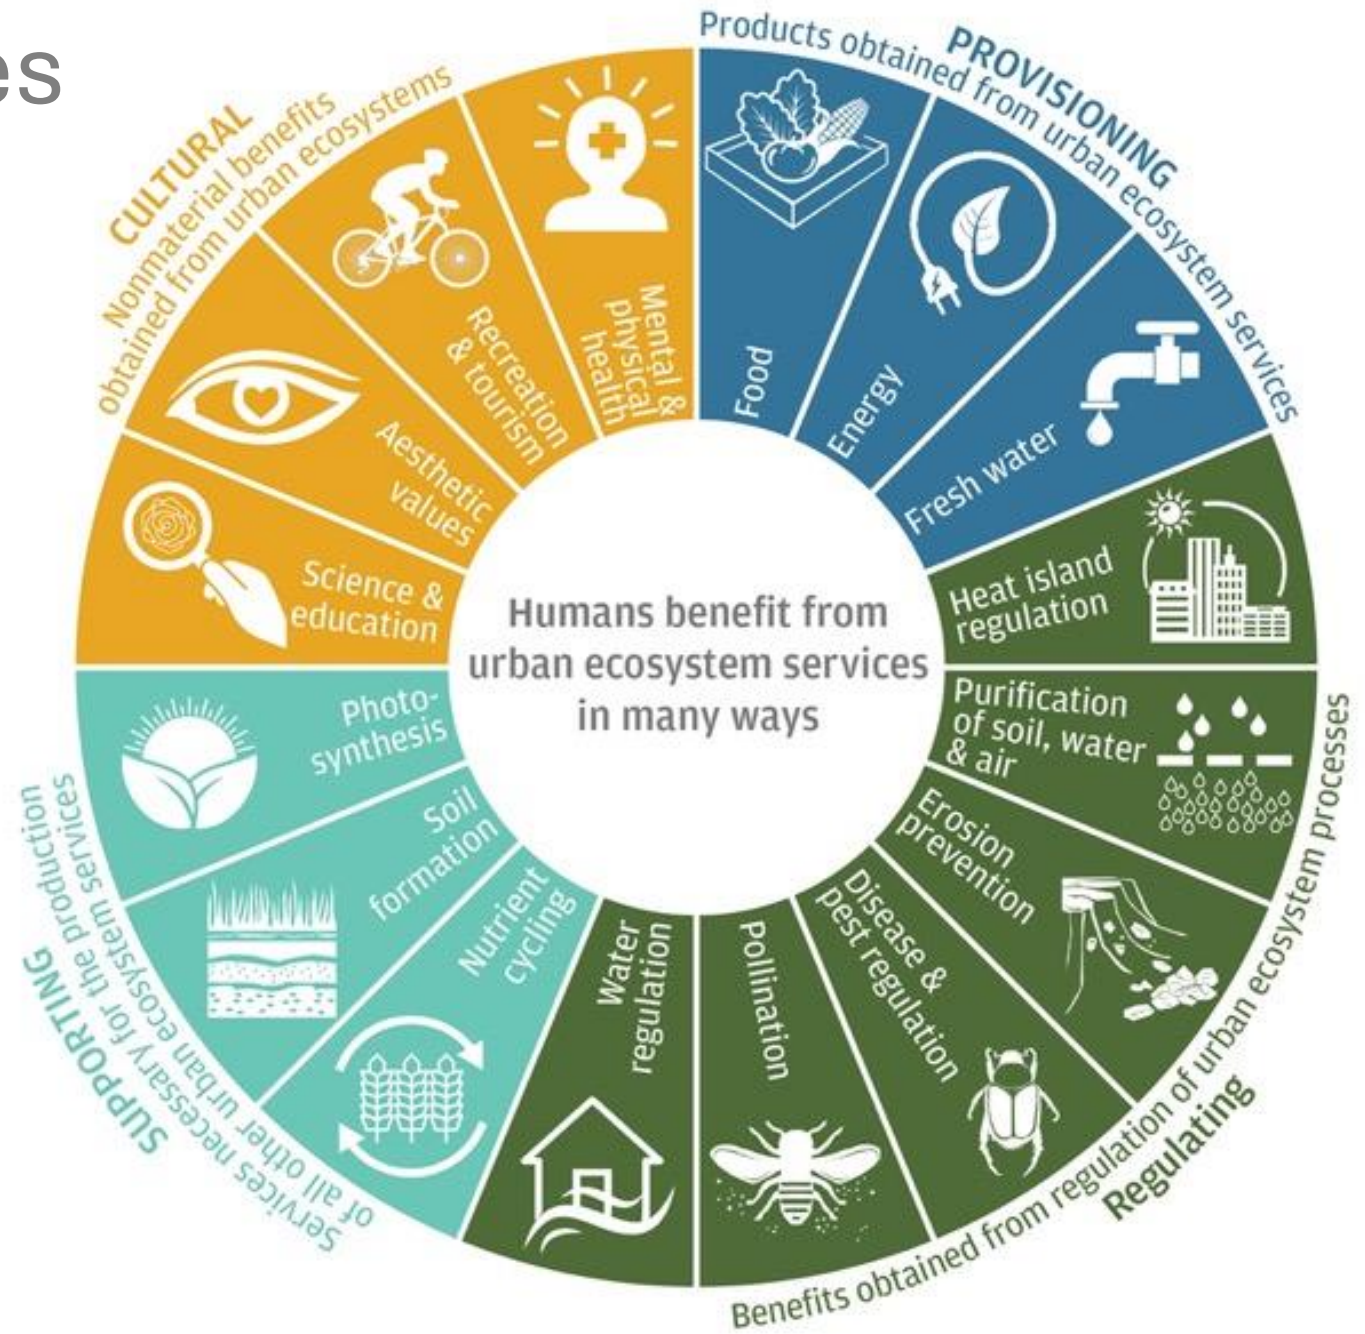 es
PROVISIONING
Products obtained from urban ecosystem services
Food
Energy
Fresh water
Heat island
regulation
Purification
of soil, water
& air
Erosion
prevention
Disease &
pest regulation
Pollination
Water
regulation
Regulating
Benefits obtained from regulation of urban ecosystem processes
Nutrient
cycling
Soil
formation
Photo-
synthesis
SUPPORTING
Services necessary for the production
of all other urban ecosystem services
Science &
education
Aesthetic
values
Recreation
& tourism
Mental &
physical
health
CULTURAL
Nonmaterial benefits
obtained from urban ecosystems
Humans benefit from
urban ecosystem services
in many ways